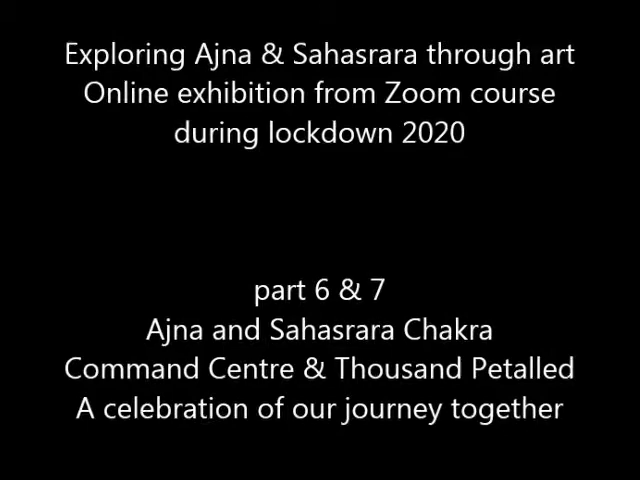 Exploring Ajna & Sahasrara through art
Online exhibition from Zoom course
during lockdown 2020
part 6 & 7
Ajna and Sahasrara Chakra
Command Centre & Thousand Petalled
A celebration of our journey together